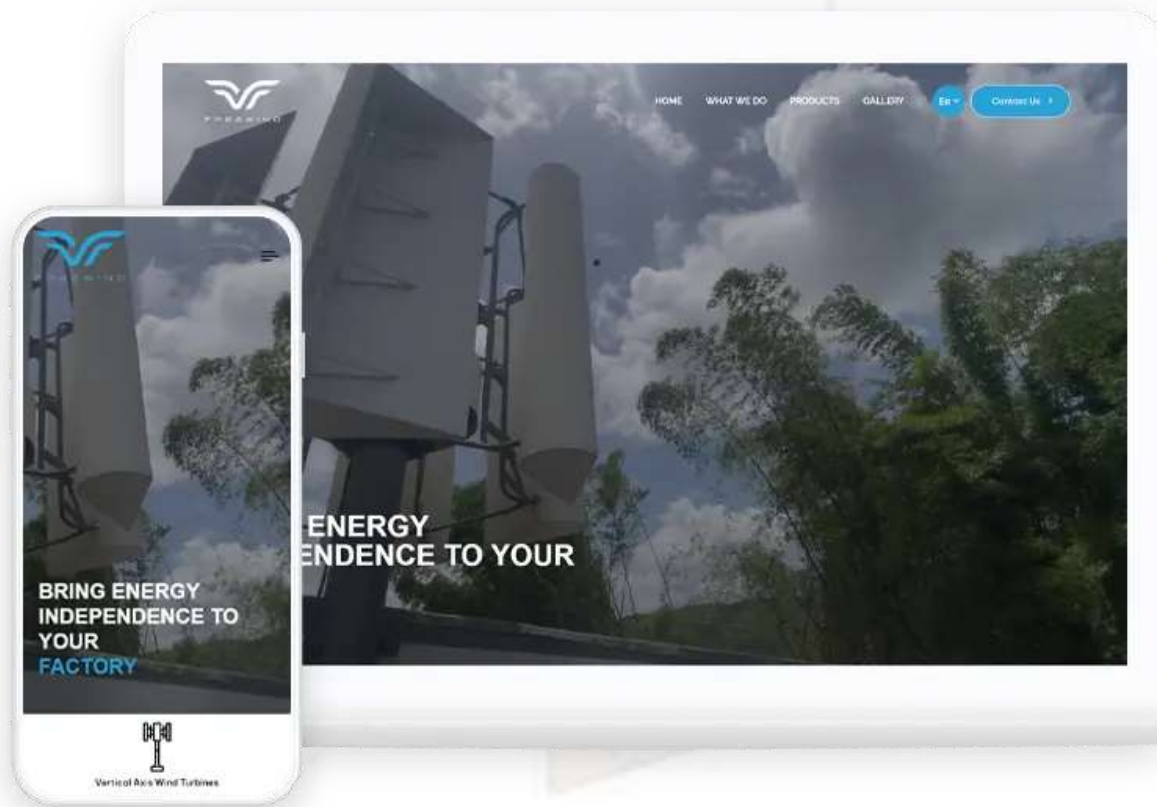 HOME WHAT WE DO PRODUCTS GALLERY En Contact Us
ENERGY
ENDENCE TO YOUR
BRING ENERGY
INDEPENDENCE TO
YOUR
FACTORY
Vertical Axis Wind Turbines